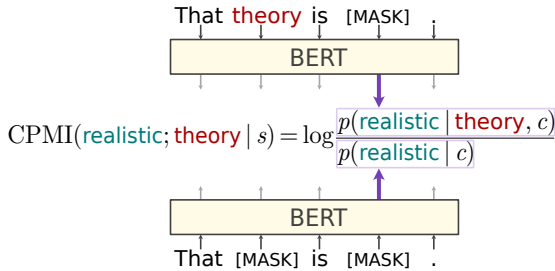 That theory is [MASK] .
BERT
CPMI(realistic; theory | s) = log p(realistic | theory, c)
p(realistic | c)
BERT
That [MASK] is [MASK] .